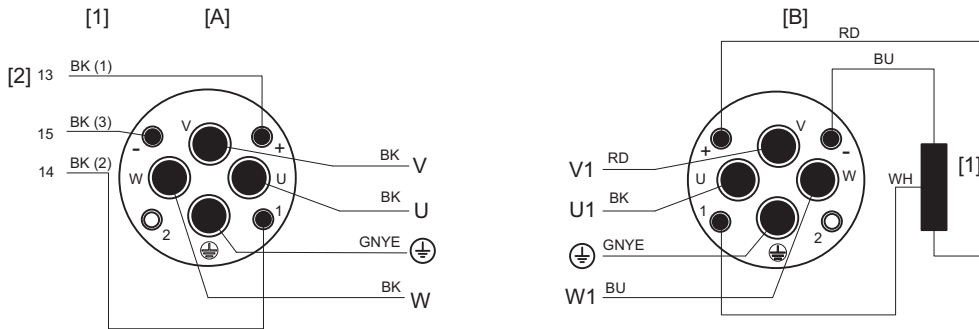 [1] [A] [B]
RD
[2] 13 BK (1)
BU
15 BK (3)
V
V
+
-
+
-
14 BK (2)
BK V
V1 RD
[1]
W
U
U
W
WH
BK U
U1 BK
1
1
2
2
GNYE
GNYE
BK W
W1 BU